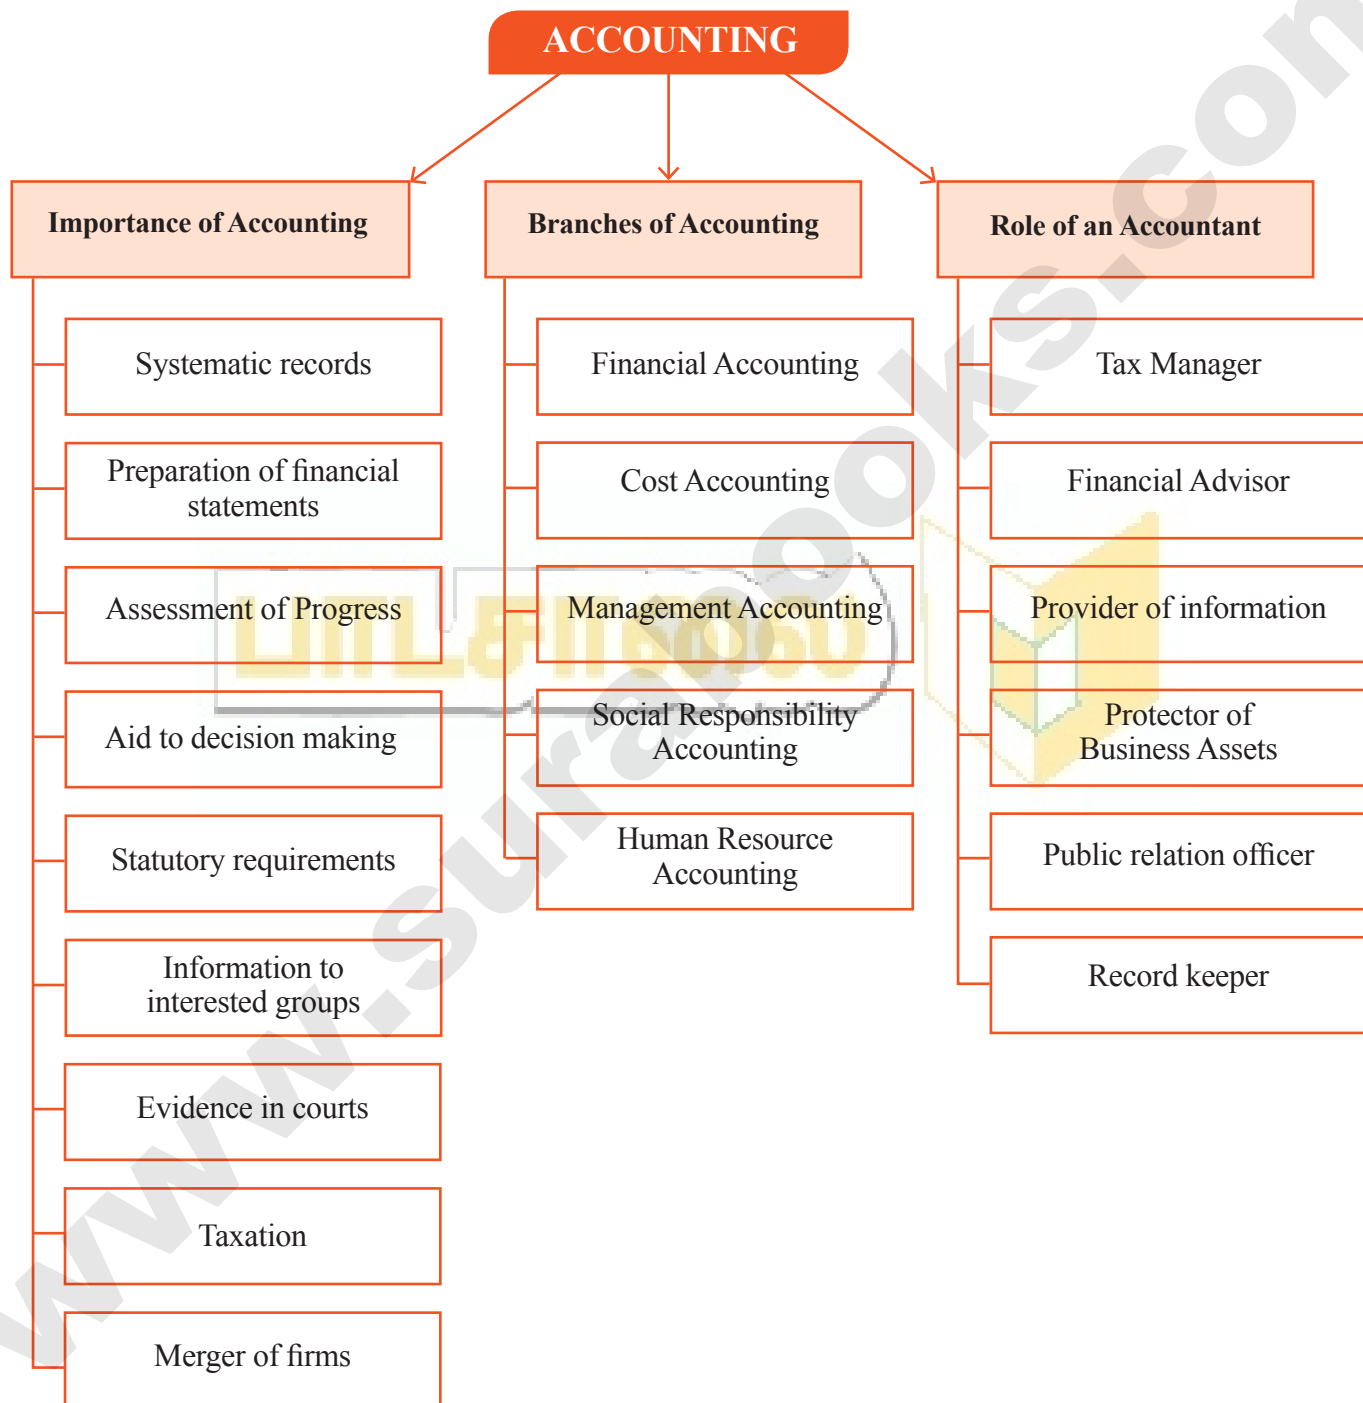 ACCOUNTING
Importance of Accounting
Systematic records
Preparation of financial
statements
Assessment of Progress
Aid to decision making
Statutory requirements
Information to
interested groups
Evidence in courts
Taxation
Merger of firms
Branches of Accounting
Financial Accounting
Cost Accounting
Management Accounting
Social Responsibility
Accounting
Human Resource
Accounting
Role of an Accountant
Tax Manager
Financial Advisor
Provider of information
Protector of
Business Assets
Public relation officer
Record keeper
பாடசாலை
www.surabooks.com